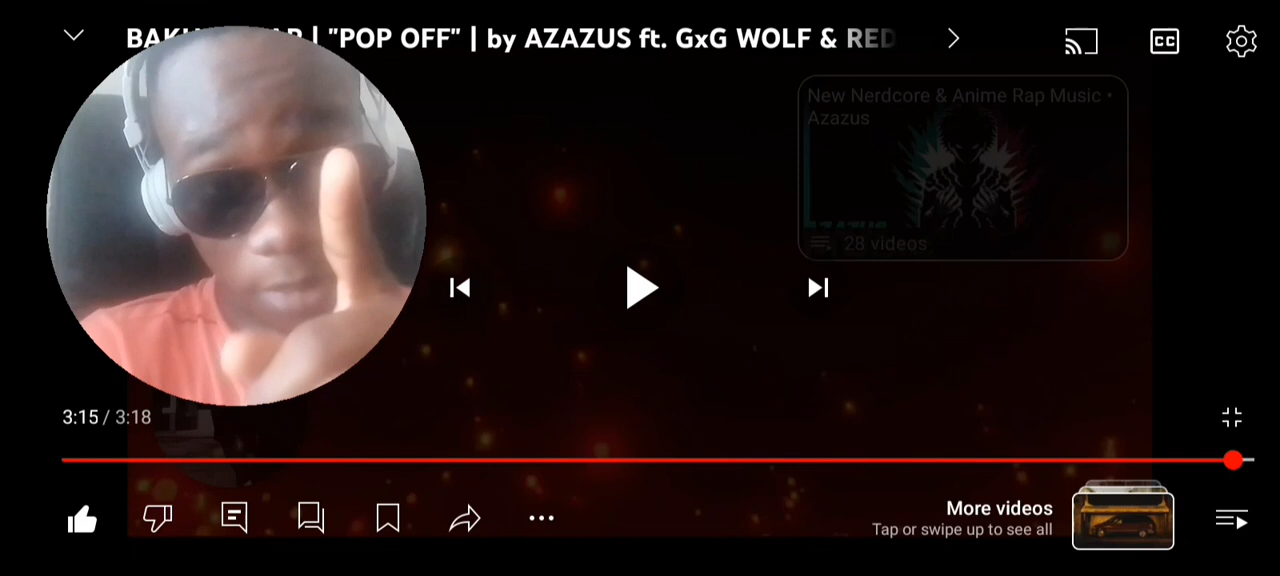 | "POP OFF" | by AZAZUS ft. GxG WOLF & RED
CC
New Nerdcore & Anime Rap Music •
Azazus
28 videos
3:15 / 3:18
More videos
Tap or swipe up to see all